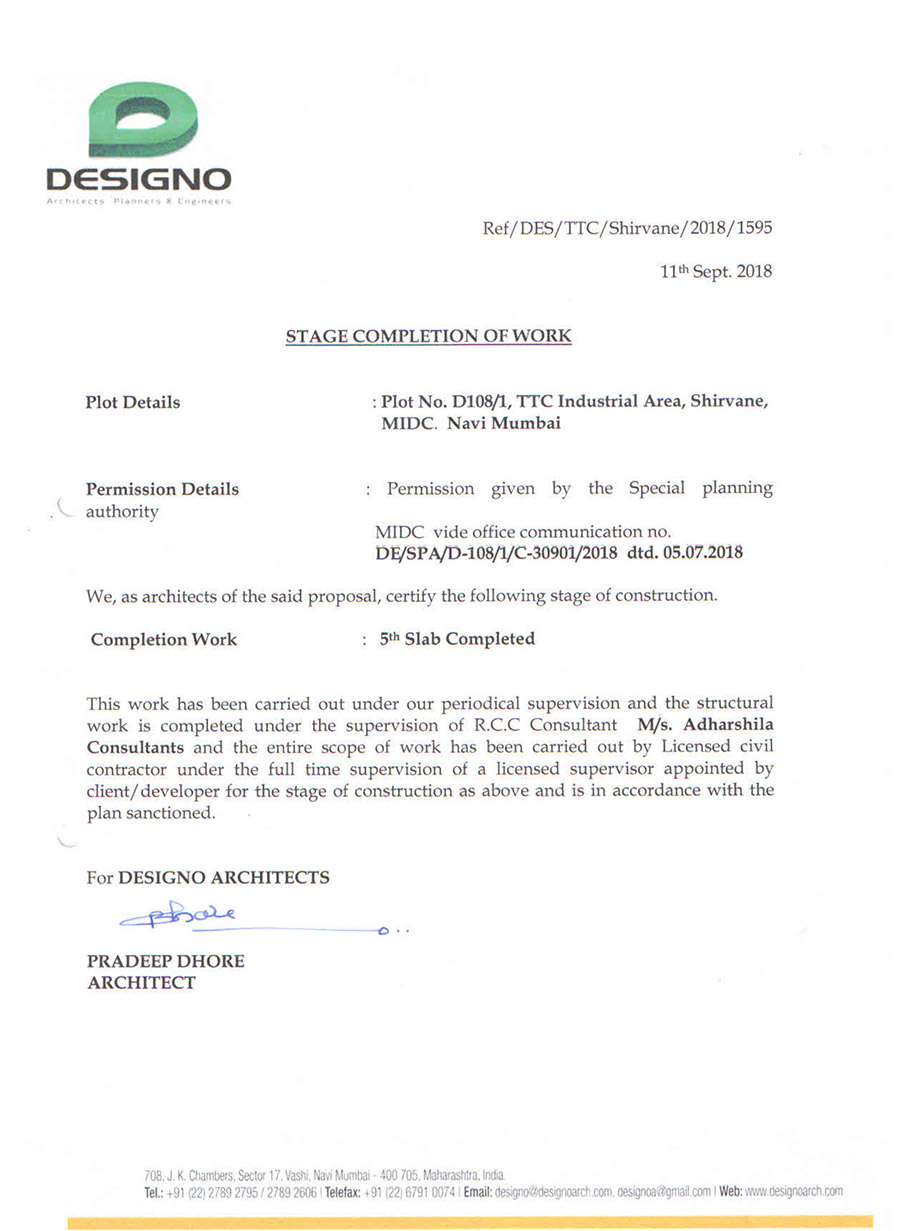 DESIGNO
Architects Planners & Engineers
Ref/DES/TTC/Shirvane/2018/1595
11th Sept. 2018
STAGE COMPLETION OF WORK
Plot Details : Plot No. D108/1, TTC Industrial Area, Shirvane,
MIDC. Navi Mumbai
Permission Details : Permission given by the Special planning
authority
MIDC vide office communication no.
DE/SPA/D-108/1/C-30901/2018 dtd. 05.07.2018
We, as architects of the said proposal, certify the following stage of construction.
Completion Work : 5th Slab Completed
This work has been carried out under our periodical supervision and the structural
work is completed under the supervision of R.C.C Consultant M/s. Adharshila
Consultants and the entire scope of work has been carried out by Licensed civil
contractor under the full time supervision of a licensed supervisor appointed by
client/developer for the stage of construction as above and is in accordance with the
plan sanctioned.
For DESIGNO ARCHITECTS
PRADEEP DHORE
ARCHITECT
708, J. K. Chambers, Sector 17, Vashi, Navi Mumbai - 400 705, Maharashtra, India.
Tel.: +91 (22) 2789 2795 / 2789 2606 | Telefax: +91 (22) 6791 0074 | Email: designo@designoarch.com, designoa@gmail.com | Web: www.designoarch.com